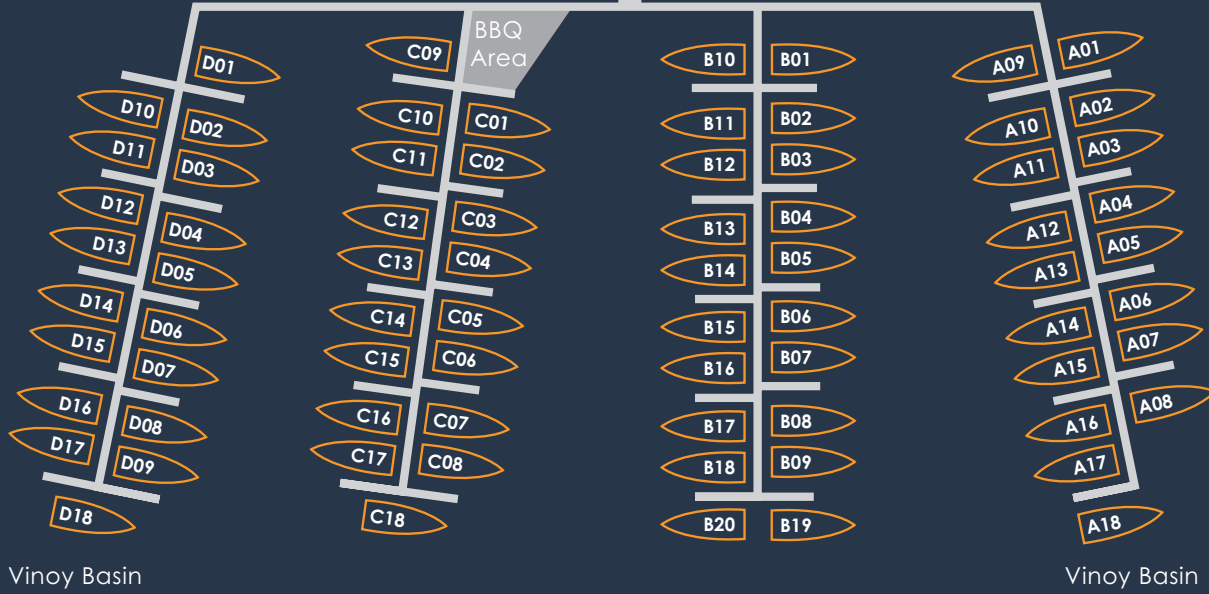 BBQ
Area
D01
D10
D02
D11
D03
D12
D04
D13
D05
D14
D06
D15
D07
D16
D08
D17
D09
D18
C09
C10
C01
C11
C02
C12
C03
C13
C04
C14
C05
C15
C06
C16
C07
C17
C08
C18
B10
B01
B11
B02
B12
B03
B13
B04
B14
B05
B15
B06
B16
B07
B17
B08
B18
B09
B20
B19
A09
A01
A10
A02
A11
A03
A12
A04
A13
A05
A14
A06
A15
A07
A16
A08
A17
A18
Vinoy Basin
Vinoy Basin